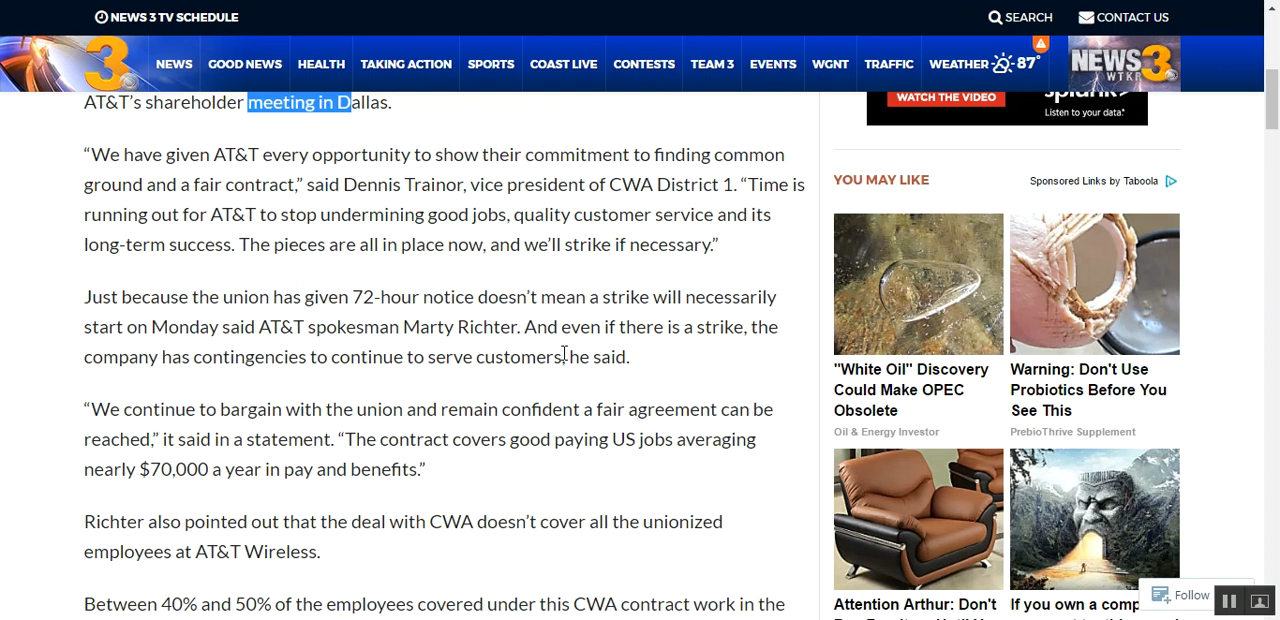 NEWS 3 TV SCHEDULE
SEARCH
CONTACT US
3
NEWS
GOOD NEWS
HEALTH
TAKING ACTION
SPORTS
COAST LIVE
CONTESTS
TEAM 3
EVENTS
WGNT
TRAFFIC
WEATHER
87°
NEWS 3
WTKR
AT&T’s shareholder meeting in Dallas.
“We have given AT&T every opportunity to show their commitment to finding common
ground and a fair contract,” said Dennis Trainor, vice president of CWA District 1. “Time is
running out for AT&T to stop undermining good jobs, quality customer service and its
long-term success. The pieces are all in place now, and we’ll strike if necessary.”
Just because the union has given 72-hour notice doesn’t mean a strike will necessarily
start on Monday said AT&T spokesman Marty Richter. And even if there is a strike, the
company has contingencies to continue to serve customers, he said.
“We continue to bargain with the union and remain confident a fair agreement can be
reached,” it said in a statement. “The contract covers good paying US jobs averaging
nearly $70,000 a year in pay and benefits.”
Richter also pointed out that the deal with CWA doesn’t cover all the unionized
employees at AT&T Wireless.
Between 40% and 50% of the employees covered under this CWA contract work in the
WATCH THE VIDEO
splunk>
Listen to your data.
YOU MAY LIKE
Sponsored Links by Taboola
"White Oil" Discovery
Could Make OPEC
Obsolete
Oil & Energy Investor
Warning: Don't Use
Probiotics Before You
See This
PrebioThrive Supplement
Attention Arthur: Don't
If you own a comp
Follow